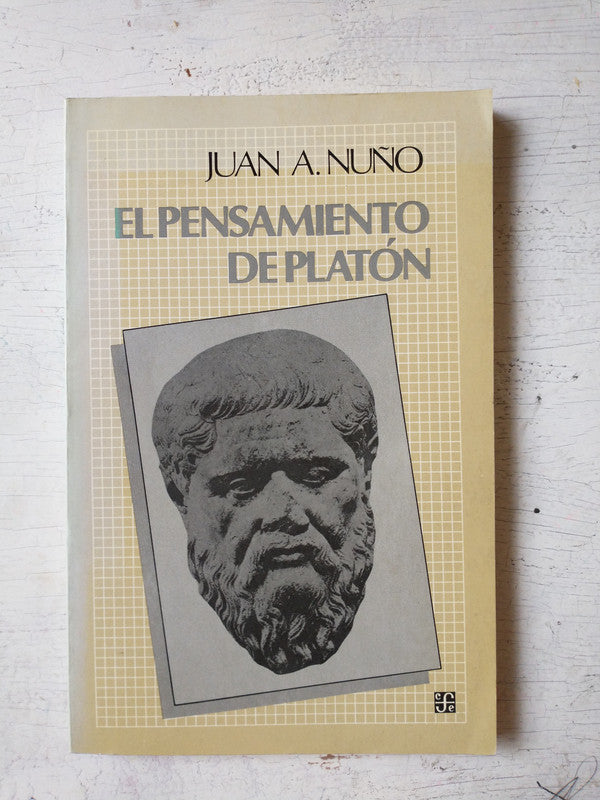 JUAN A. NUÑO
EL PENSAMIENTO
DE PLATÓN
c f e